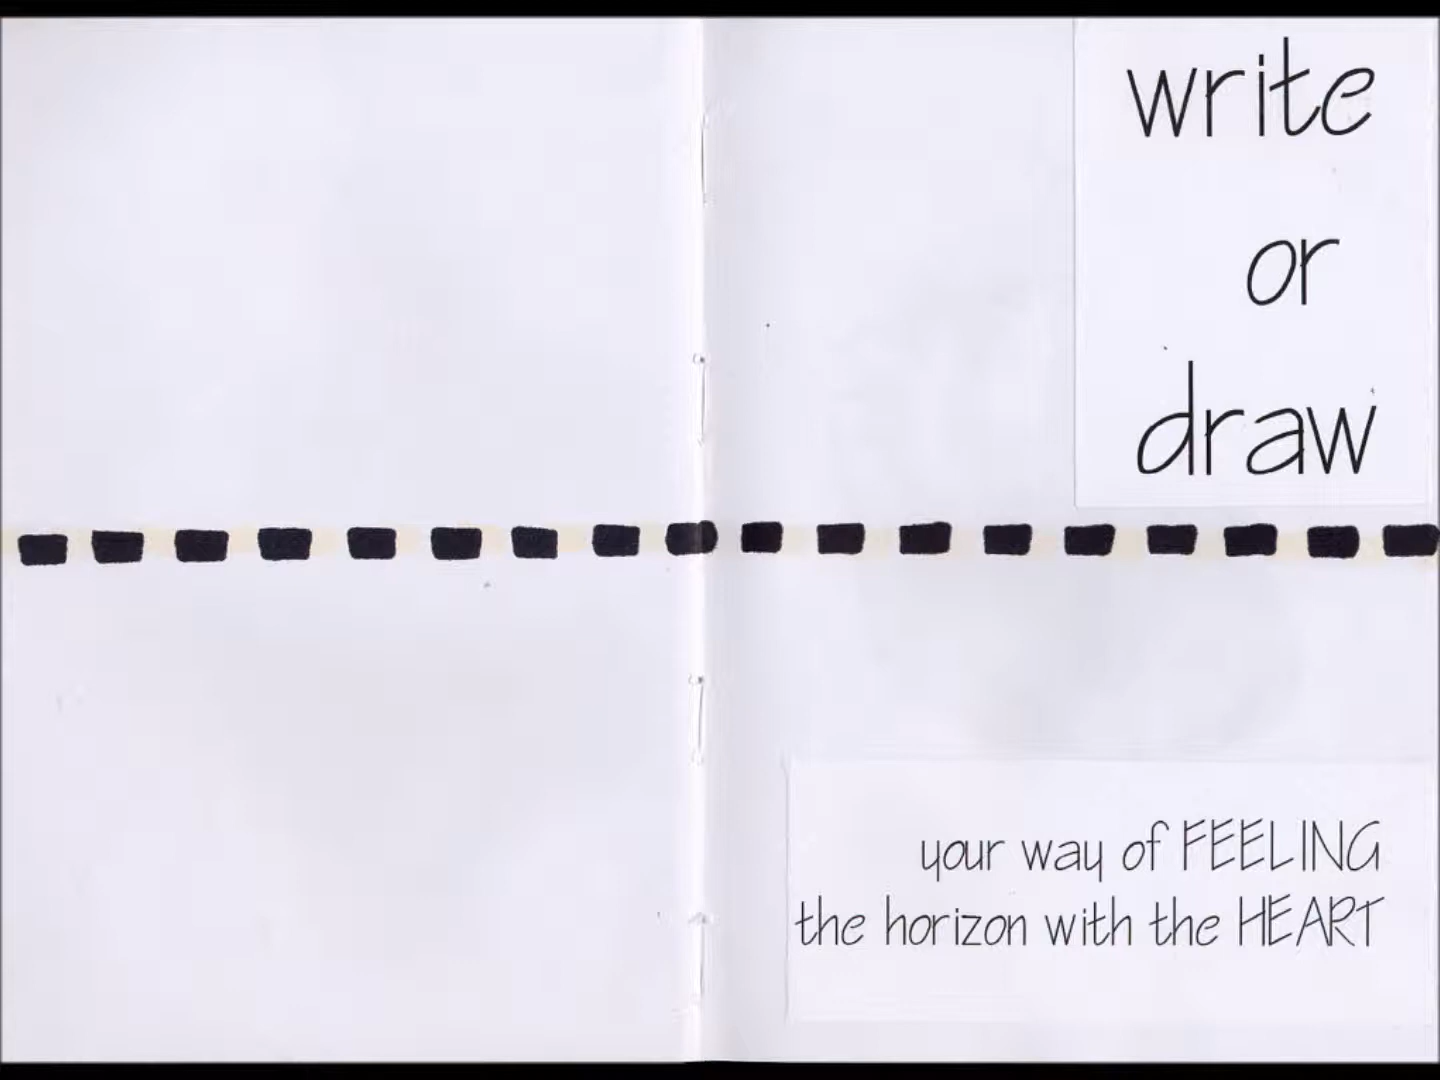 write
or
draw
your way of FEELING
the horizon with the HEART